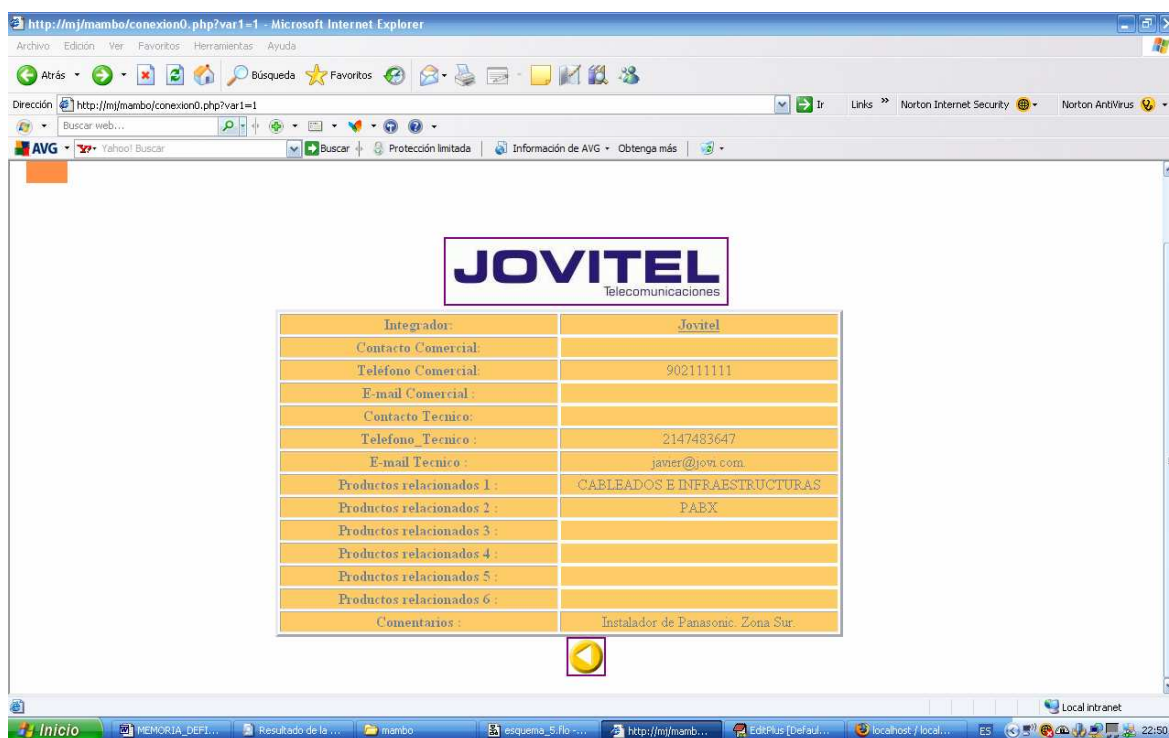 http://mj/mambo/conexion0.php?var1=1 - Microsoft Internet Explorer
Archivo Edición Ver Favoritos Herramientas Ayuda
Atrás Búsqueda Favoritos
Dirección http://mj/mambo/conexion0.php?var1=1 Ir Links » Norton Internet Security Norton AntiVirus
Buscar web...
AVG Yahoo! Buscar Buscar Protección limitada Información de AVG Obtenga más
JOVITEL
Telecomunicaciones
Integrador: Jovitel
Contacto Comercial:
Teléfono Comercial: 902111111
E-mail Comercial :
Contacto Tecnico:
Telefono_Tecnico : 2147483647
E-mail Tecnico : javier@jovi.com.
Productos relacionados 1 : CABLEADOS E INFRAESTRUCTURAS
Productos relacionados 2 : PABX
Productos relacionados 3 :
Productos relacionados 4 :
Productos relacionados 5 :
Productos relacionados 6 :
Comentarios : Instalador de Panasonic. Zona Sur.
Local intranet
Inicio MEMORIA_DEFI... Resultado de la ... mambo esquema_5.flo -... http://mj/mamb... EditPlus [Defaul... localhost / local... ES 22:50